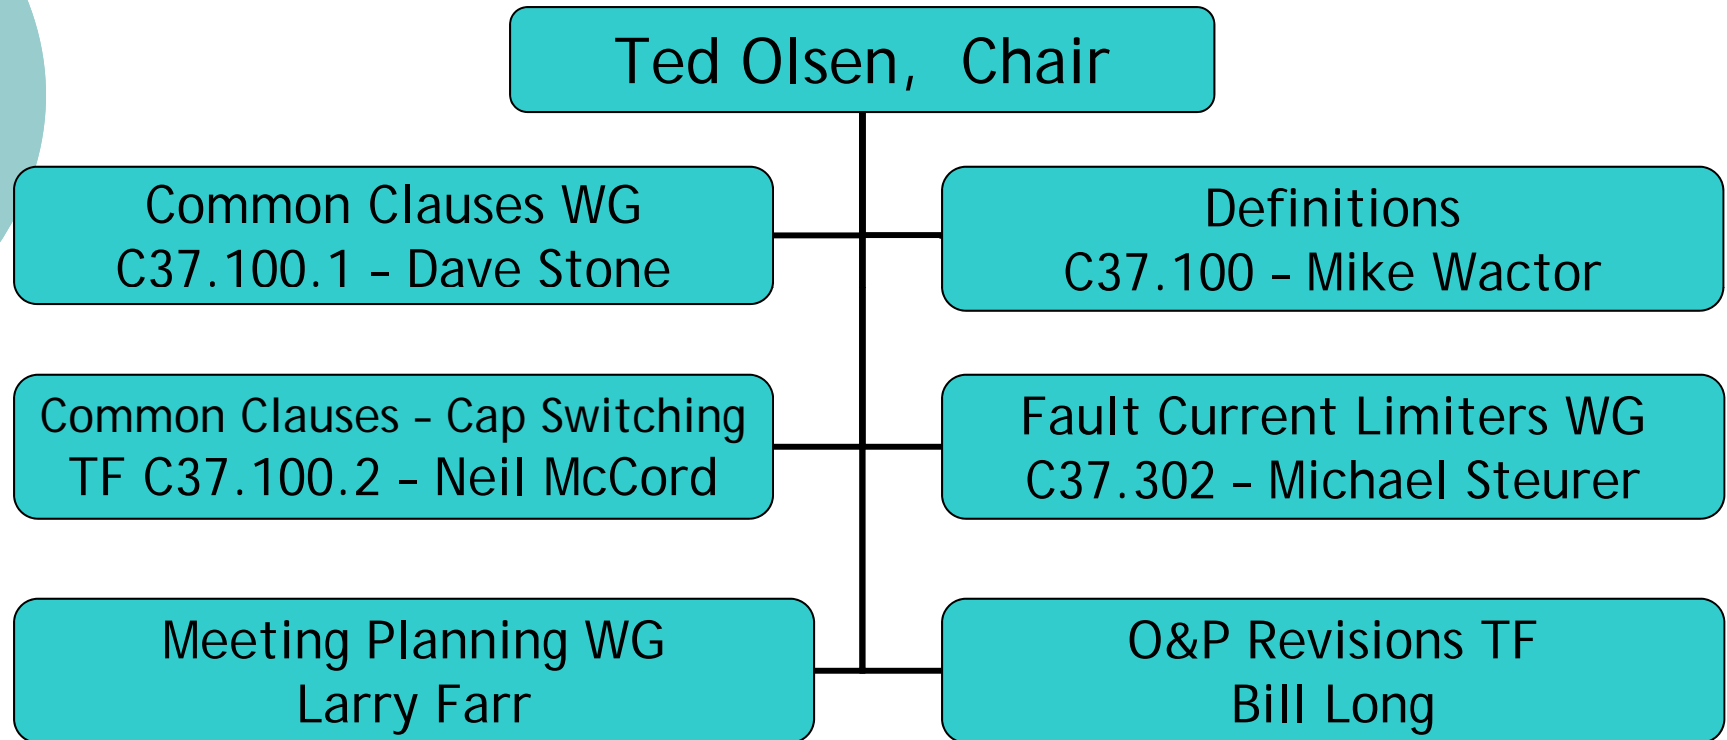 Ted Olsen, Chair
Common Clauses WG
C37.100.1 – Dave Stone
Definitions
C37.100 – Mike Wactor
Common Clauses – Cap Switching
TF C37.100.2 – Neil McCord
Fault Current Limiters WG
C37.302 – Michael Steurer
Meeting Planning WG
Larry Farr
O&P Revisions TF
Bill Long